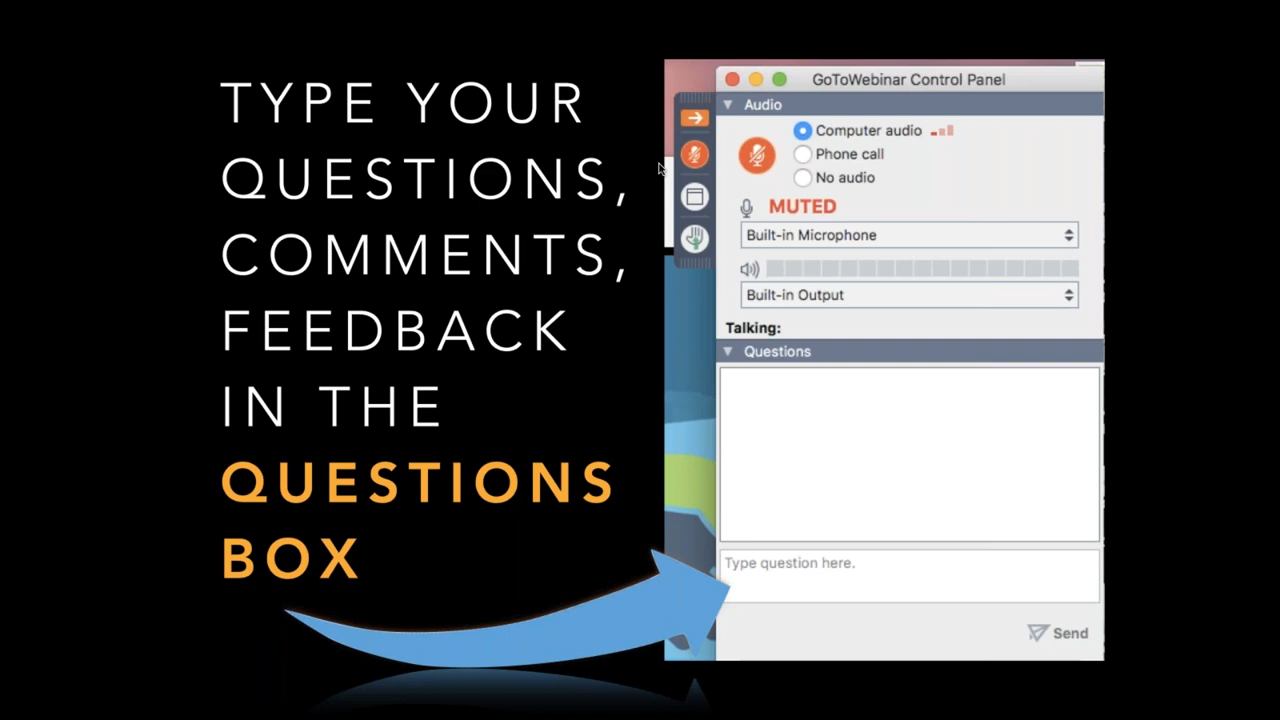 TYPE YOUR
QUESTIONS,
COMMENTS,
FEEDBACK
IN THE
QUESTIONS
BOX
GoToWebinar Control Panel
Audio
Computer audio
Phone call
No audio
MUTED
Built-in Microphone
Built-in Output
Talking:
Questions
Type question here.
Send